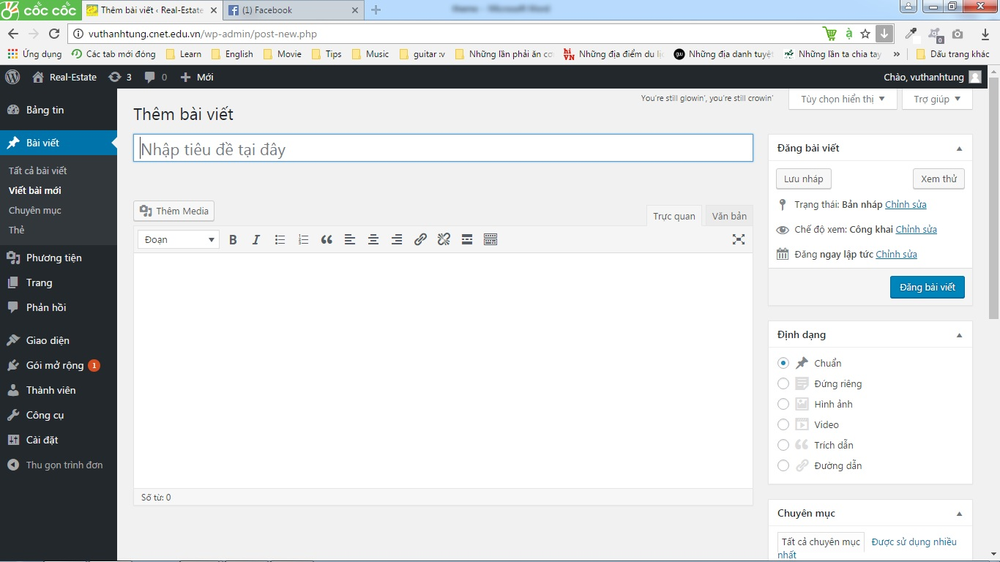 cốc cốc
Thêm bài viết ‹ Real-Estate
(1) Facebook
vuthanhtung.cnet.edu.vn/wp-admin/post-new.php
Ứng dụng Các tab mới đóng Learn English Movie Tips Music guitar :v Những lần phải ăn cơ Những địa điểm du lịc Những địa danh tuyệt Những lần ta chia tay » Dấu trang khác
Real-Estate 3 0 + Mới Chào, vuthanhtung
You're still glowin', you're still crowin'
Tùy chọn hiển thị
Trợ giúp
Bảng tin
Bài viết
Tất cả bài viết
Viết bài mới
Chuyên mục
Thẻ
Phương tiện
Trang
Phản hồi
Giao diện
Gói mở rộng 1
Thành viên
Công cụ
Cài đặt
Thu gọn trình đơn
Thêm bài viết
Nhập tiêu đề tại đây
Thêm Media
Trực quan
Văn bản
Đoạn B I
Số từ: 0
Đăng bài viết
Lưu nháp
Xem thử
Trạng thái: Bản nháp Chỉnh sửa
Chế độ xem: Công khai Chỉnh sửa
Đăng ngay lập tức Chỉnh sửa
Đăng bài viết
Định dạng
Chuẩn
Đứng riêng
Hình ảnh
Video
Trích dẫn
Đường dẫn
Chuyên mục
Tất cả chuyên mục
Được sử dụng nhiều
nhất